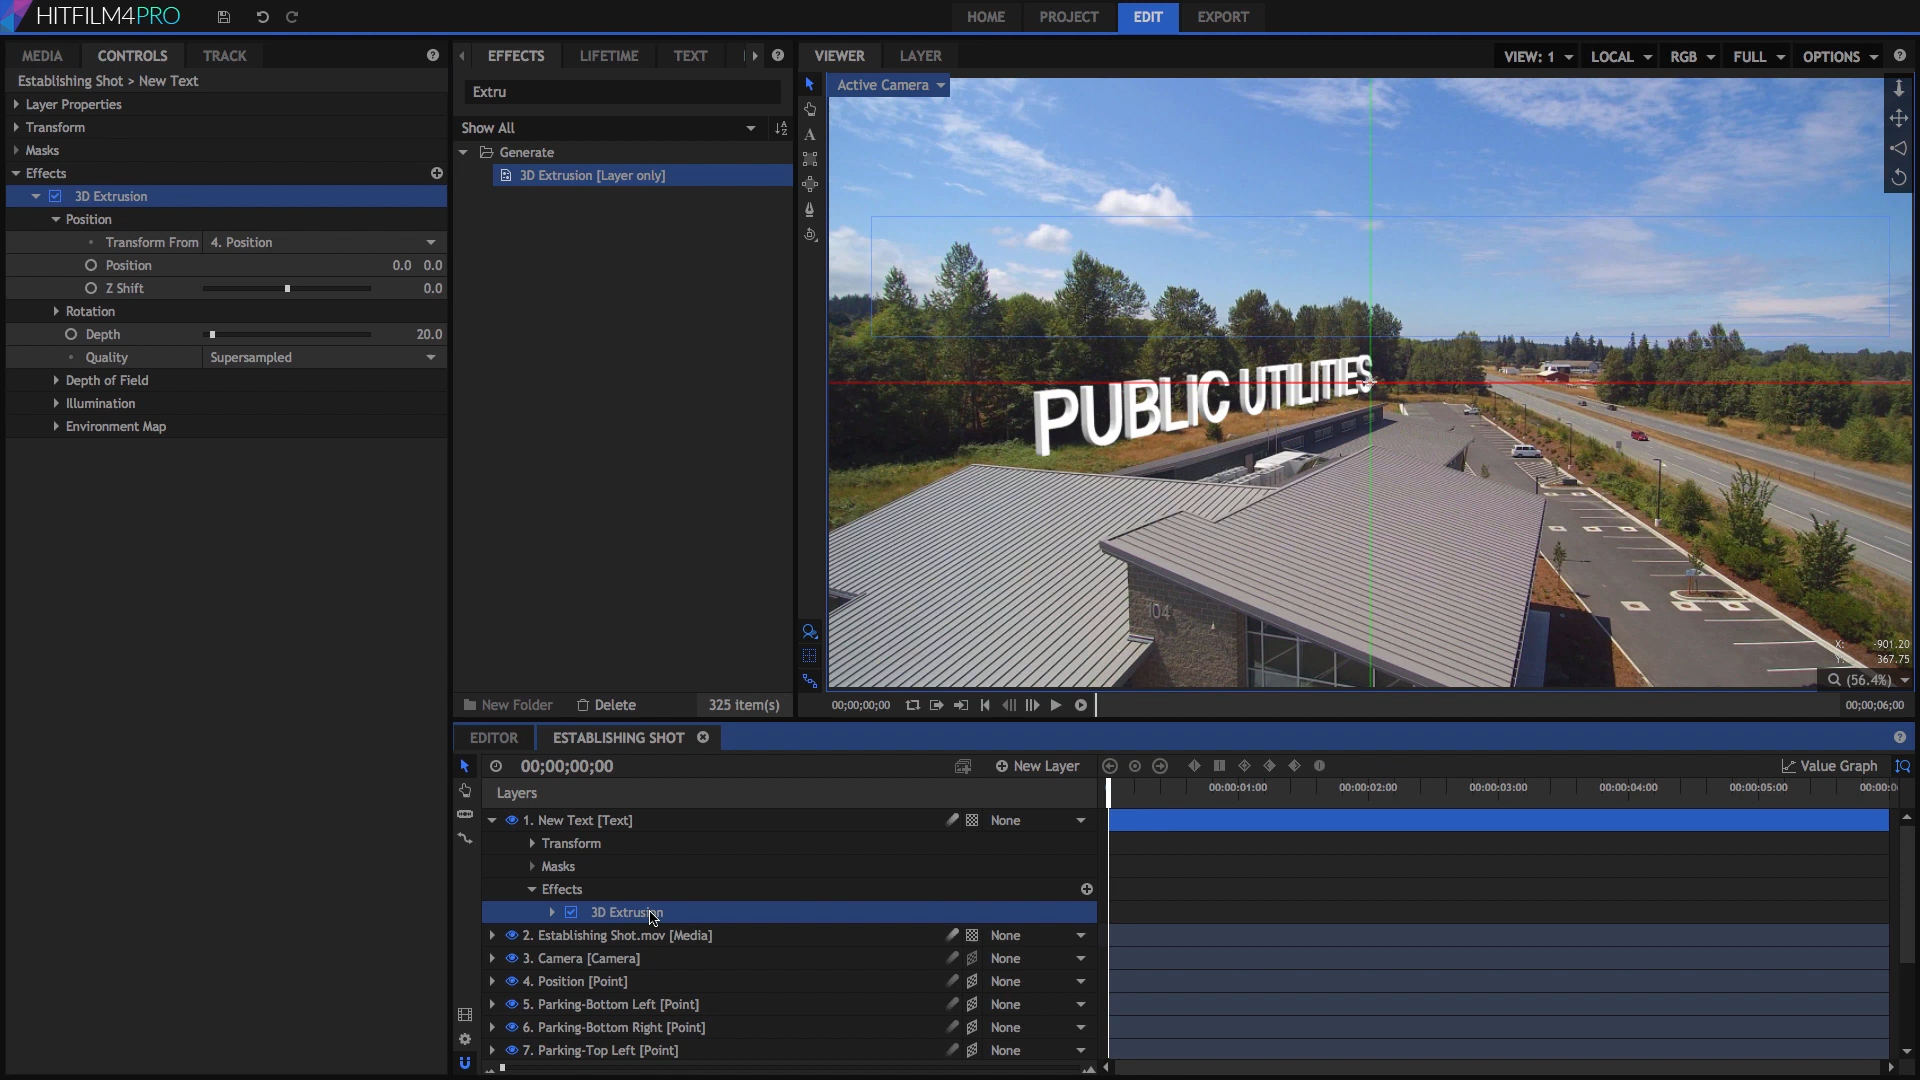 HITFILM4PRO
HOME PROJECT EDIT EXPORT
MEDIA CONTROLS TRACK
Establishing Shot > New Text
Layer Properties
Transform
Masks
Effects
3D Extrusion
Position
Transform From 4. Position
Position 0.0 0.0
Z Shift 0.0
Rotation
Depth 20.0
Quality Supersampled
Depth of Field
Illumination
Environment Map
EFFECTS LIFETIME TEXT
Extru
Show All
Generate
3D Extrusion [Layer only]
New Folder Delete 325 item(s)
VIEWER LAYER
VIEW: 1 LOCAL RGB FULL OPTIONS
Active Camera
PUBLIC UTILITIES
104
X: -901.20
Y: 367.75
(56.4%)
00;00;00;00 00;00;06;00
EDITOR ESTABLISHING SHOT
00;00;00;00 New Layer Value Graph
Layers 00:00:01:00 00:00:02:00 00:00:03:00 00:00:04:00 00:00:05:00 00:00:0
1. New Text [Text] None
Transform
Masks
Effects
3D Extrusion
2. Establishing Shot.mov [Media] None
3. Camera [Camera] None
4. Position [Point] None
5. Parking-Bottom Left [Point] None
6. Parking-Bottom Right [Point] None
7. Parking-Top Left [Point] None